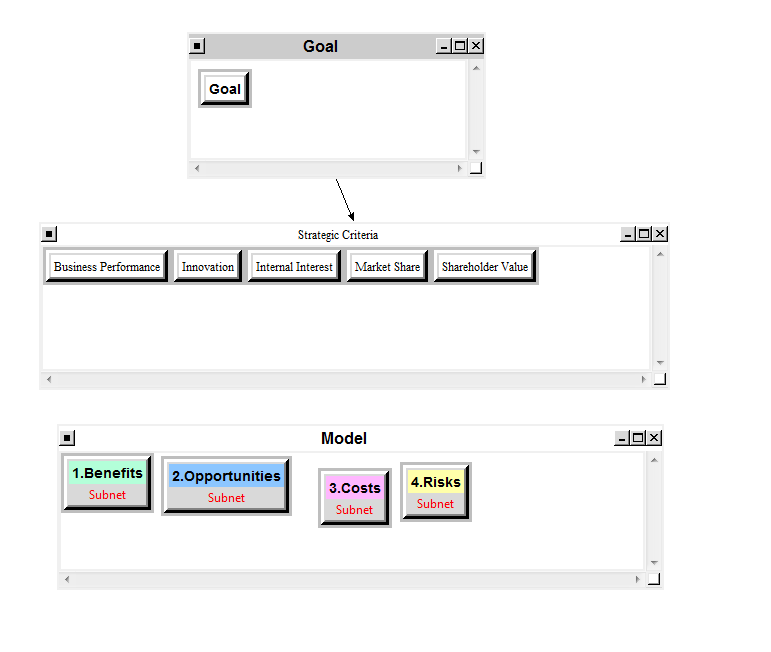 Goal
Goal
Strategic Criteria
Business Performance Innovation Internal Interest Market Share Shareholder Value
Model
1.Benefits 2.Opportunities 3.Costs 4.Risks
Subnet Subnet Subnet Subnet